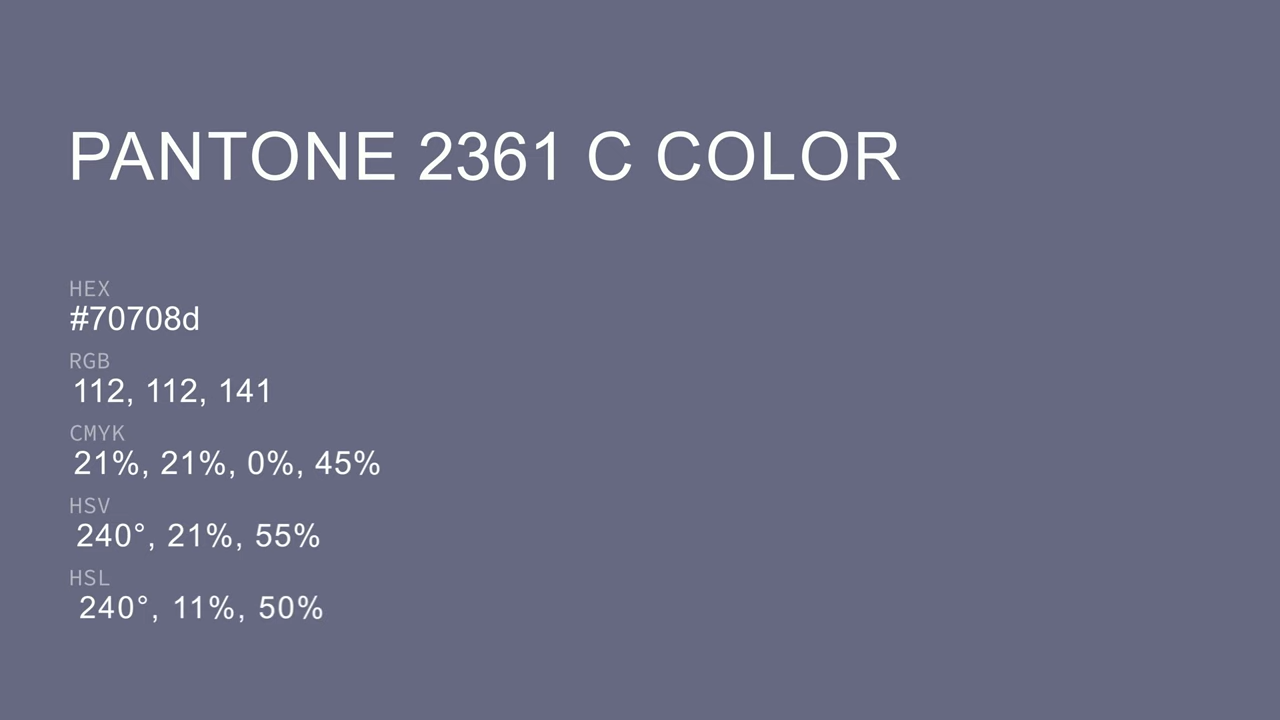 PANTONE 2361 C COLOR
HEX
#70708d
RGB
112, 112, 141
CMYK
21%, 21%, 0%, 45%
HSV
240°, 21%, 55%
HSL
240°, 11%, 50%